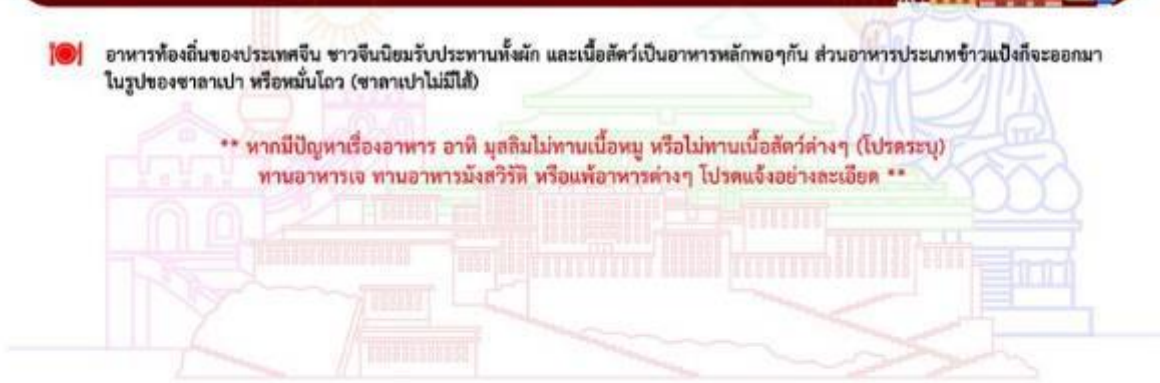 อาหารท้องถิ่นของประเทศจีน ชาวจีนนิยมรับประทานทั้งผัก และเนื้อสัตว์เป็นอาหารหลักพอๆกัน ส่วนอาหารประเภทข้าวแป้งก็จะออกมา
ในรูปของซาลาเปา หรือหมั่นโถว (ซาลาเปาไม่มีไส้)
** หากมีปัญหาเรื่องอาหาร อาทิ มุสลิมไม่ทานเนื้อหมู หรือไม่ทานเนื้อสัตว์ต่างๆ (โปรดระบุ)
ทานอาหารเจ ทานอาหารมังสวิรัติ หรือแพ้อาหารต่างๆ โปรดแจ้งอย่างละเอียด **